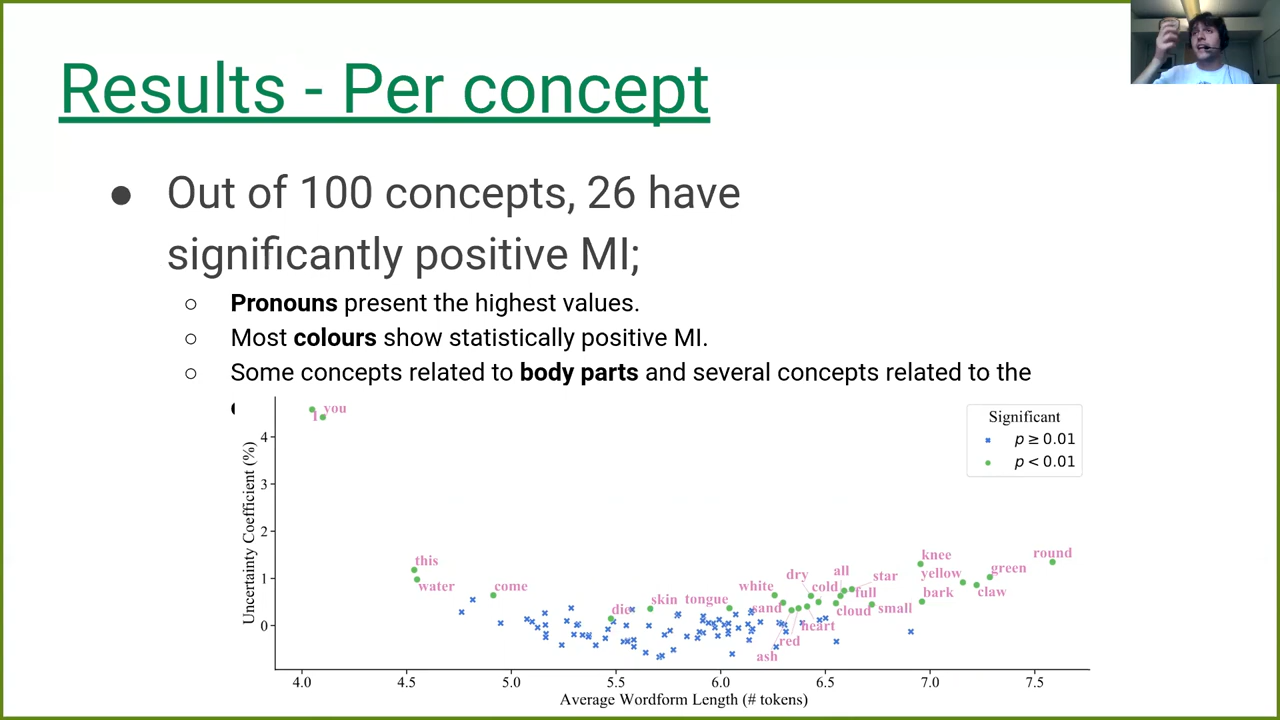 Results - Per concept
● Out of 100 concepts, 26 have
significantly positive MI;
○ Pronouns present the highest values.
○ Most colours show statistically positive MI.
○ Some concepts related to body parts and several concepts related to the
Significant
p ≥ 0.01
p < 0.01
Uncertainty Coefficient (%)
4
3
2
1
0
I
you
this
water
come
die
skin
tongue
white
sand
ash
red
dry
heart
cold
all
cloud
full
star
small
knee
bark
yellow
claw
green
round
4.0 4.5 5.0 5.5 6.0 6.5 7.0 7.5
Average Wordform Length (# tokens)